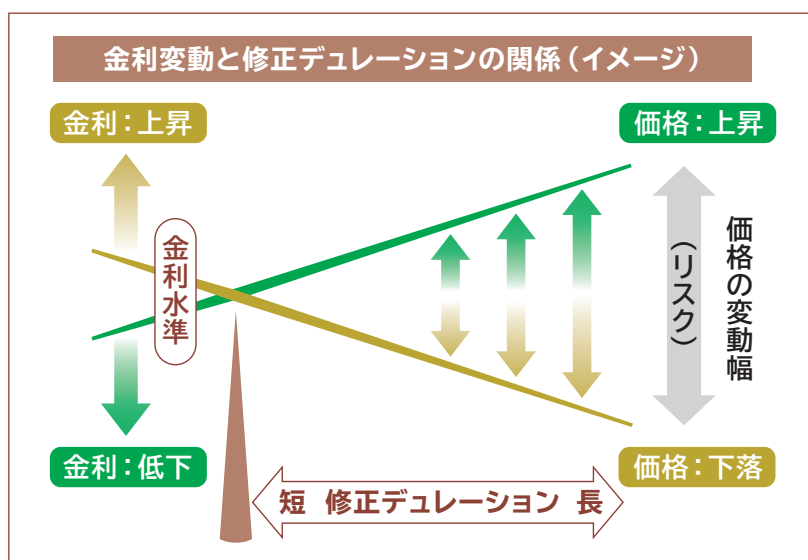 金利変動と修正デュレーションの関係（イメージ）
金利：上昇
価格：上昇
金利水準
価格の変動幅
（リスク）
金利：低下
価格：下落
短 修正デュレーション 長